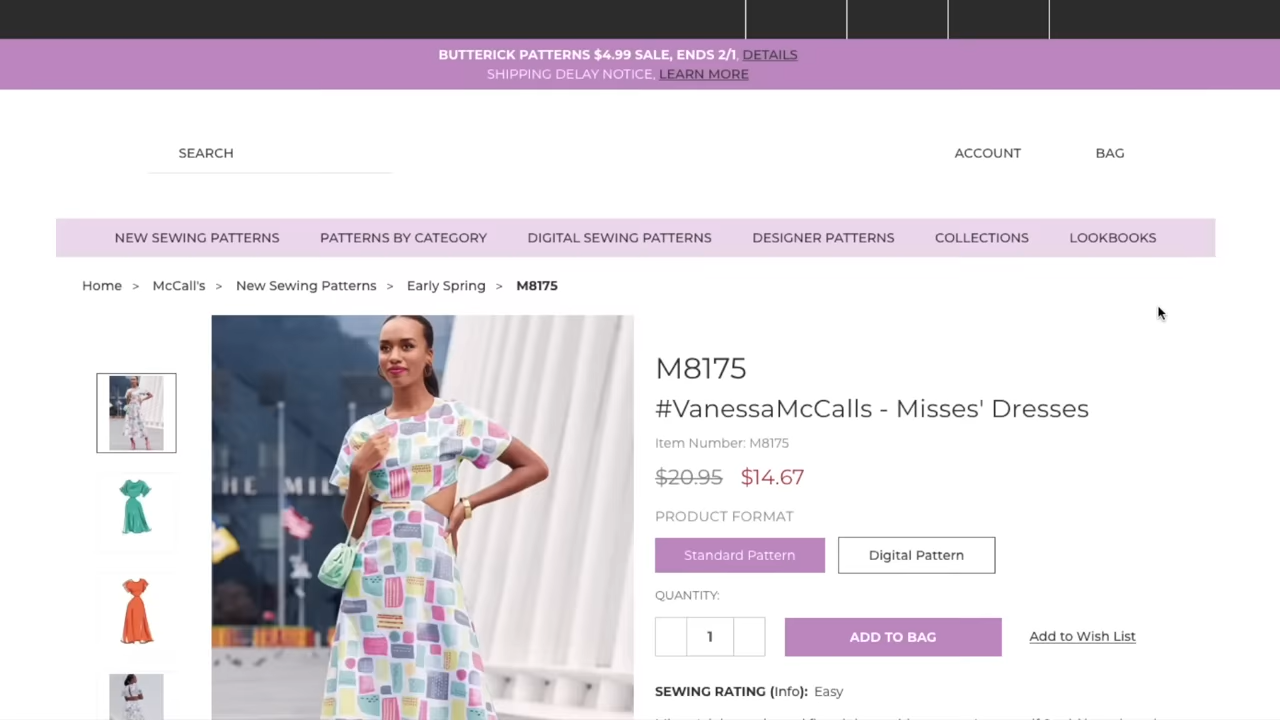 BUTTERICK PATTERNS $4.99 SALE, ENDS 2/1, DETAILS
SHIPPING DELAY NOTICE, LEARN MORE
SEARCH
ACCOUNT
BAG
NEW SEWING PATTERNS
PATTERNS BY CATEGORY
DIGITAL SEWING PATTERNS
DESIGNER PATTERNS
COLLECTIONS
LOOKBOOKS
Home > McCall's > New Sewing Patterns > Early Spring > M8175
M8175
#VanessaMcCalls - Misses' Dresses
Item Number: M8175
$20.95 $14.67
PRODUCT FORMAT
Standard Pattern
Digital Pattern
QUANTITY:
1
ADD TO BAG
Add to Wish List
SEWING RATING (Info): Easy